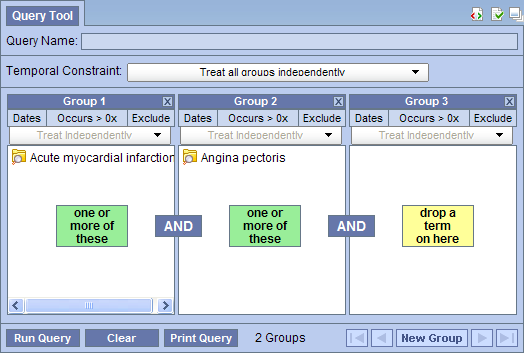 Query Tool
Query Name:
Temporal Constraint: Treat all groups independently
Group 1 X Group 2 X Group 3 X
Dates Occurs > 0x Exclude Dates Occurs > 0x Exclude Dates Occurs > 0x Exclude
Treat Independently Treat Independently Treat Independently
Acute myocardial infarction Angina pectoris
one or
more of
these
AND
one or
more of
these
AND
drop a
term
on here
Run Query Clear Print Query 2 Groups New Group